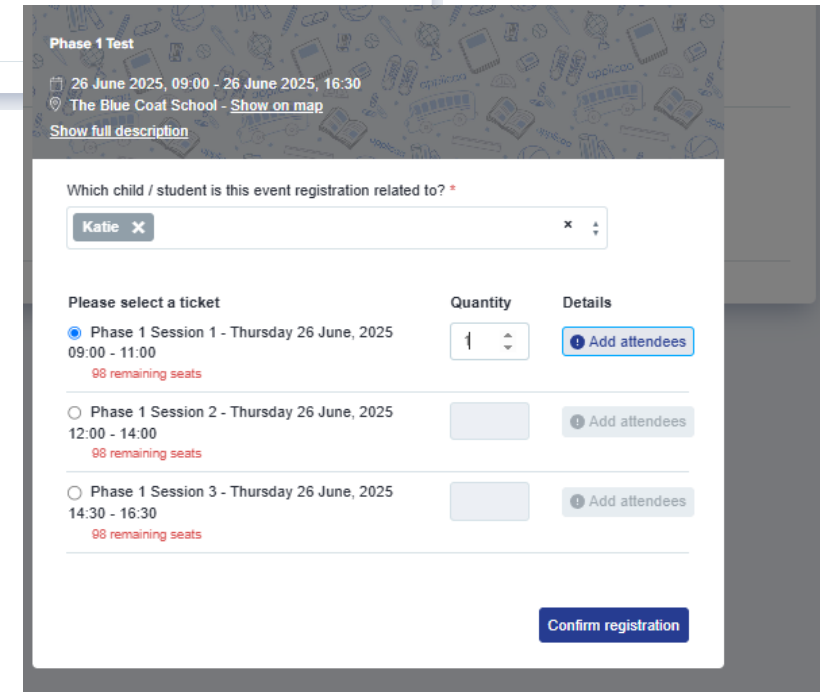 Phase 1 Test
26 June 2025, 09:00 - 26 June 2025, 16:30
The Blue Coat School - Show on map
Show full description
applicaa
applicaa
applicaa
Which child / student is this event registration related to? *
Katie ×
×
Please select a ticket Quantity Details
Phase 1 Session 1 - Thursday 26 June, 2025 1 Add attendees
09:00 - 11:00
98 remaining seats
Phase 1 Session 2 - Thursday 26 June, 2025 Add attendees
12:00 - 14:00
98 remaining seats
Phase 1 Session 3 - Thursday 26 June, 2025 Add attendees
14:30 - 16:30
98 remaining seats
Confirm registration